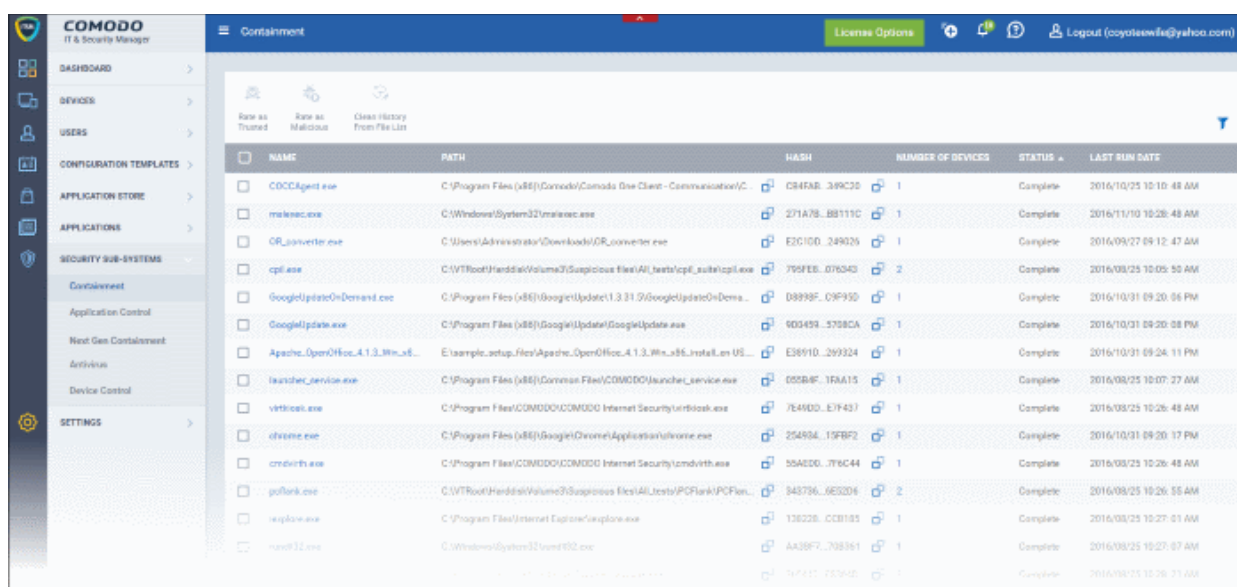 COMODO
IT & Security Manager
Containment
License Options
Logout (coyoteewile@yahoo.com)
DASHBOARD
DEVICES
USERS
CONFIGURATION TEMPLATES
APPLICATION STORE
APPLICATIONS
SECURITY SUB-SYSTEMS
Containment
Application Control
Next Gen Containment
Antivirus
Device Control
SETTINGS
Rate as Trusted
Rate as Malicious
Clean History From File List
NAME PATH HASH NUMBER OF DEVICES STATUS LAST RUN DATE
COCCAgent.exe C:\Program Files (x86)\Comodo\Comodo One Client - Communication\C... 1 Complete 2016/10/25 10:10:48 AM
C:\Windows\System32\ 271A7B...BB111C 1 Complete 2016/11/10 10:28:48 AM
OR_converter.exe C:\Users\Administrator\Downloads\OR_converter.exe E2C1DD...249026 1 Complete 2016/09/27 09:12:47 AM
cpil.exe C:\VTRoot\HarddiskVolume3\Suspicious files\All_tests\cpil_suite\cpil.exe 795FEB...076343 2 Complete 2016/08/25 10:05:50 AM
GoogleUpdateOnDemand.exe C:\Program Files (x86)\Google\Update\1.3.31.5\GoogleUpdateOnDema... D8898F...C9F95D 1 Complete 2016/10/31 09:20:06 PM
GoogleUpdate.exe C:\Program Files (x86)\Google\Update\GoogleUpdate.exe 9D3459...5708CA 1 Complete 2016/10/31 09:20:08 PM
Apache_OpenOffice_4.1.3_Win_x8... E:\sample_setup_files\Apache_OpenOffice_4.1.3_Win_x86_install_en-US... E3891D...269324 1 Complete 2016/10/31 09:24:11 PM
launcher_service.exe C:\Program Files (x86)\Common Files\COMODO\launcher_service.exe 055B4F...1FAA15 1 Complete 2016/08/25 10:07:27 AM
virtkiosk.exe C:\Program Files\COMODO\COMODO Internet Security\virtkiosk.exe 7E49DD...E7F437 1 Complete 2016/08/25 10:26:48 AM
chrome.exe C:\Program Files (x86)\Google\Chrome\Application\chrome.exe 254934...15FBF2 1 Complete 2016/10/31 09:20:17 PM
cmdvirth.exe C:\Program Files\COMODO\COMODO Internet Security\cmdvirth.exe 55AEDD...7F6C44 1 Complete 2016/08/25 10:26:48 AM
pcflank.exe C:\VTRoot\HarddiskVolume3\Suspicious files\All_tests\PCFlank\PCFlan... 343736...6E52D6 2 Complete 2016/08/25 10:26:55 AM
iexplore.exe C:\Program Files\Internet Explorer\iexplore.exe 1 Complete 2016/08/25 10:27:01 AM
rundll32.exe C:\Windows\System32\rundll32.exe 1 Complete 2016/08/25 10:27:07 AM
Complete